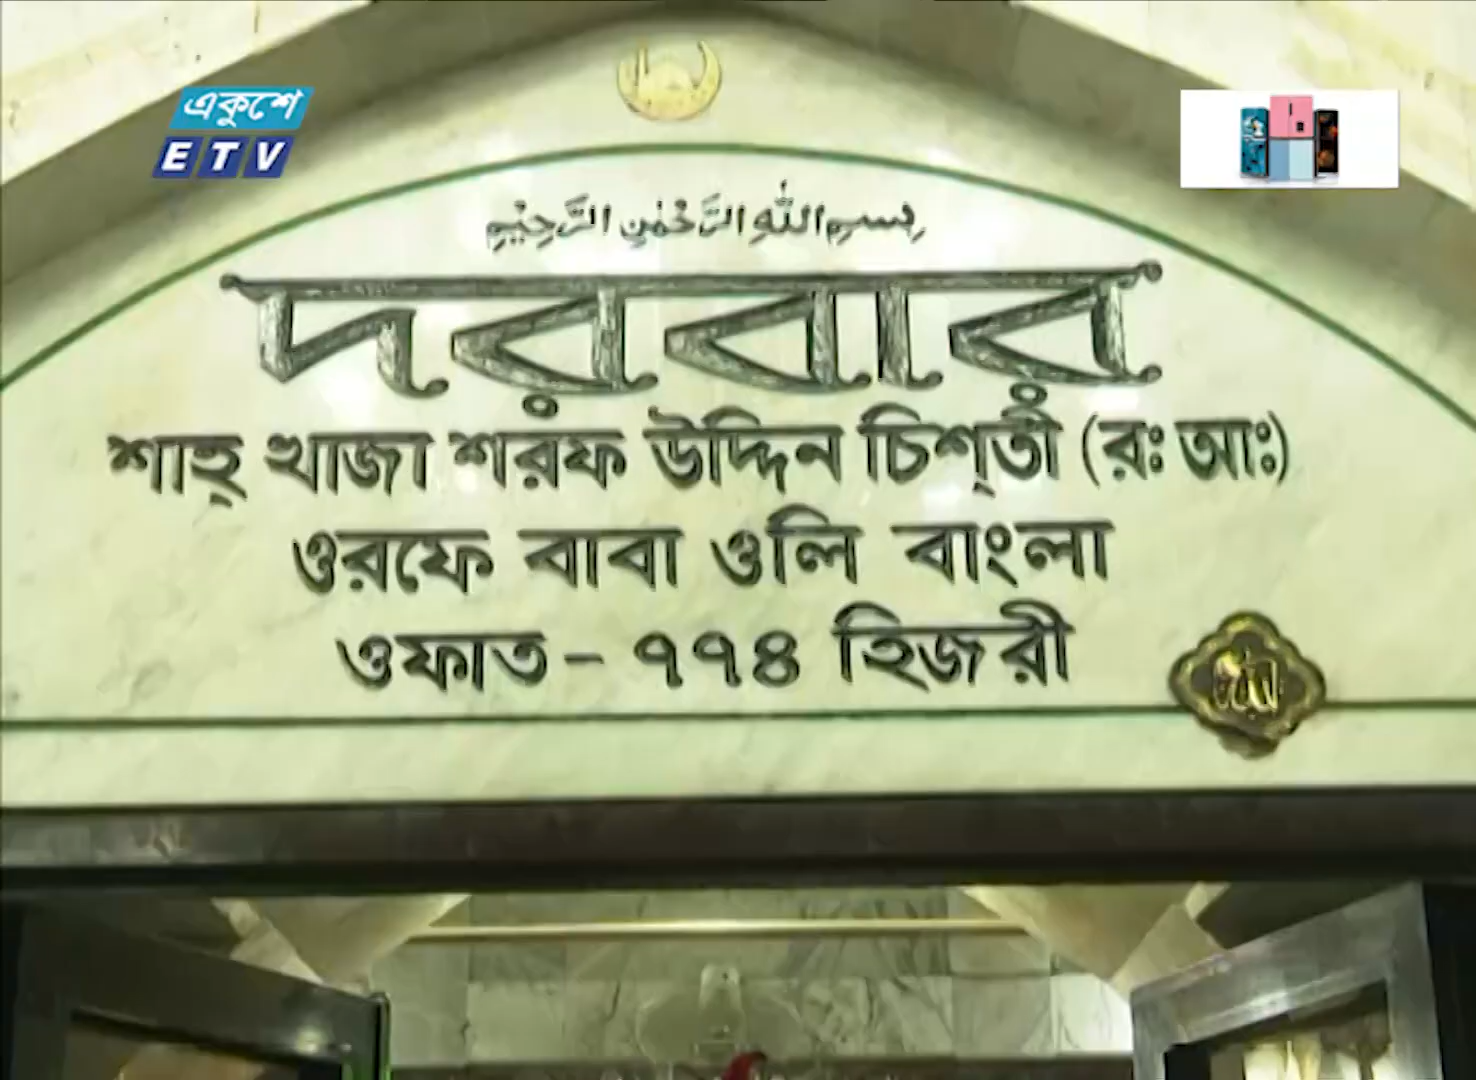 একুশে
ETV
بسم الله الرحمن الرحيم
দরবার
শাহ্ খাজা শরফ উদ্দিন চিশ্তী (রঃ আঃ)
ওরফে বাবা ওলি বাংলা
ওফাত - ৭৭৪ হিজরী